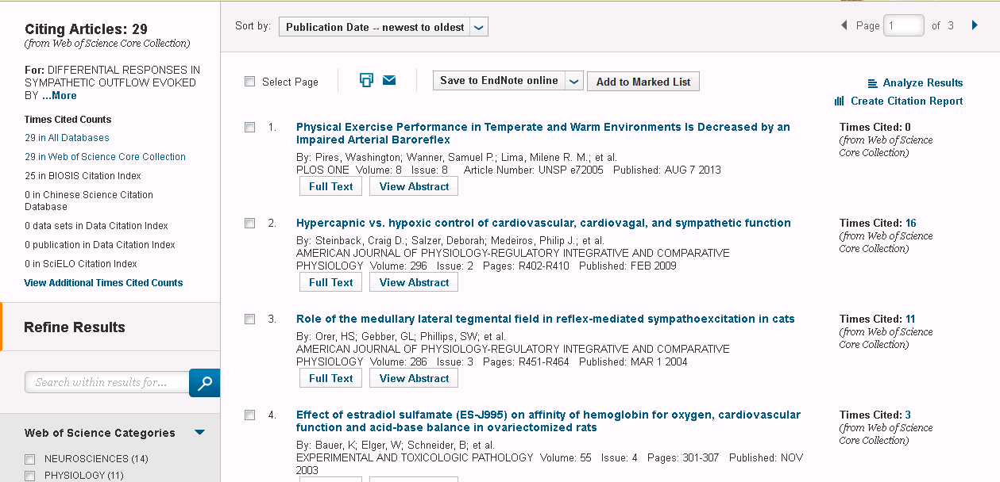 Citing Articles: 29
(from Web of Science Core Collection)
For: DIFFERENTIAL RESPONSES IN
SYMPATHETIC OUTFLOW EVOKED
BY ...More
Times Cited Counts
29 in All Databases
29 in Web of Science Core Collection
25 in BIOSIS Citation Index
0 in Chinese Science Citation
Database
0 data sets in Data Citation Index
0 publication in Data Citation Index
0 in SciELO Citation Index
View Additional Times Cited Counts
Refine Results
Search within results for...
Web of Science Categories
NEUROSCIENCES (14)
PHYSIOLOGY (11)
Sort by: Publication Date -- newest to oldest
Page 1 of 3
Select Page
Save to EndNote online
Add to Marked List
Analyze Results
Create Citation Report
1. Physical Exercise Performance in Temperate and Warm Environments Is Decreased by an
Impaired Arterial Baroreflex
By: Pires, Washington; Wanner, Samuel P.; Lima, Milene R. M.; et al.
PLOS ONE Volume: 8 Issue: 8 Article Number: UNSP e72005 Published: AUG 7 2013
Full Text View Abstract
Times Cited: 0
(from Web of Science
Core Collection)
2. Hypercapnic vs. hypoxic control of cardiovascular, cardiovagal, and sympathetic function
By: Steinback, Craig D.; Salzer, Deborah; Medeiros, Philip J.; et al.
AMERICAN JOURNAL OF PHYSIOLOGY-REGULATORY INTEGRATIVE AND COMPARATIVE
PHYSIOLOGY Volume: 296 Issue: 2 Pages: R402-R410 Published: FEB 2009
Full Text View Abstract
Times Cited: 16
(from Web of Science
Core Collection)
3. Role of the medullary lateral tegmental field in reflex-mediated sympathoexcitation in cats
By: Orer, HS; Gebber, GL; Phillips, SW; et al.
AMERICAN JOURNAL OF PHYSIOLOGY-REGULATORY INTEGRATIVE AND COMPARATIVE
PHYSIOLOGY Volume: 286 Issue: 3 Pages: R451-R464 Published: MAR 1 2004
Full Text View Abstract
Times Cited: 11
(from Web of Science
Core Collection)
4. Effect of estradiol sulfamate (ES-J995) on affinity of hemoglobin for oxygen, cardiovascular
function and acid-base balance in ovariectomized rats
By: Bauer, K; Elger, W; Schneider, B; et al.
EXPERIMENTAL AND TOXICOLOGIC PATHOLOGY Volume: 55 Issue: 4 Pages: 301-307 Published: NOV
2003
Times Cited: 3
(from Web of Science
Core Collection)